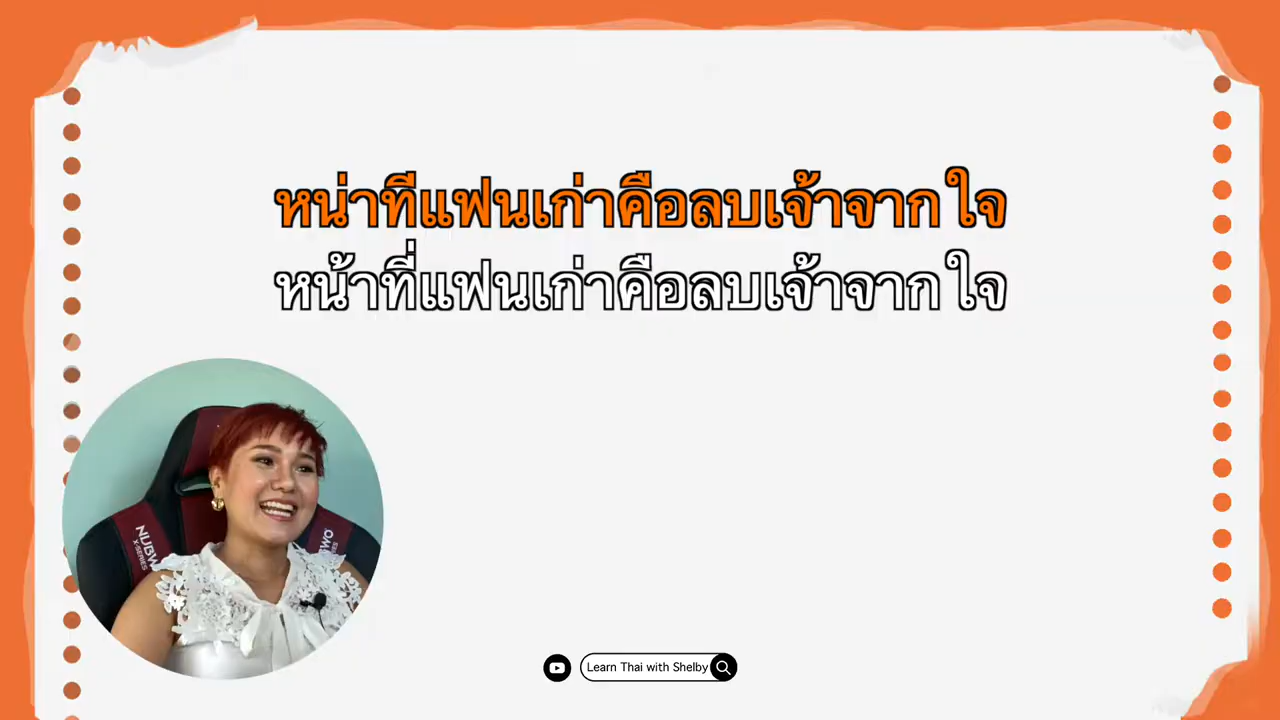 หน่าทีแฟนเก่าคือลบเจ้าจากใจ
หน้าที่แฟนเก่าคือลบเจ้าจากใจ
NUBWO
X-SERIES
Learn Thai with Shelby